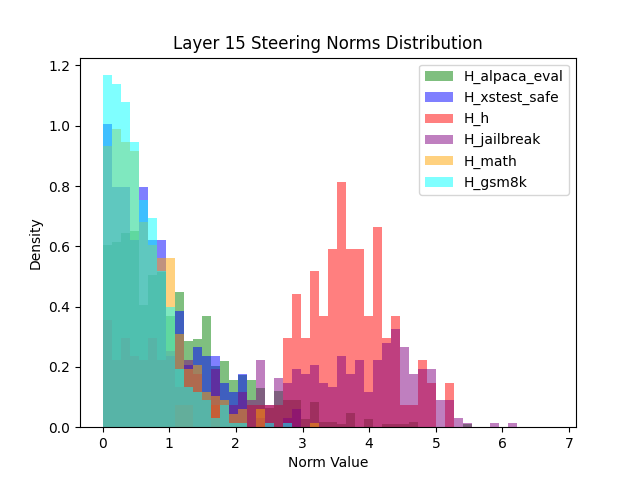 Layer 15 Steering Norms Distribution
Density
1.2
1.0
0.8
0.6
0.4
0.2
0.0
H_alpaca_eval
H_xstest_safe
H_h
H_jailbreak
H_math
H_gsm8k
0 1 2 3 4 5 6 7
Norm Value